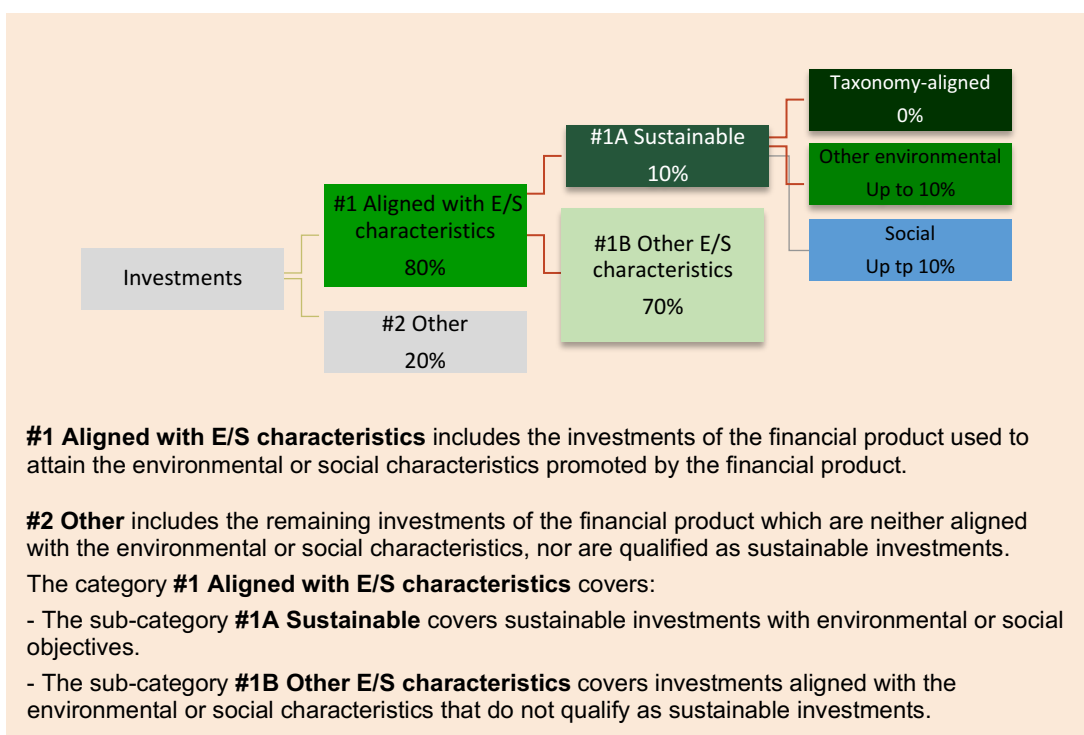 Taxonomy-aligned
0%
#1A Sustainable
10%
Other environmental
Up to 10%
#1 Aligned with E/S
characteristics
80%
#1B Other E/S
characteristics
70%
Social
Up tp 10%
Investments
#2 Other
20%
#1 Aligned with E/S characteristics includes the investments of the financial product used to
attain the environmental or social characteristics promoted by the financial product.
#2 Other includes the remaining investments of the financial product which are neither aligned
with the environmental or social characteristics, nor are qualified as sustainable investments.
The category #1 Aligned with E/S characteristics covers:
- The sub-category #1A Sustainable covers sustainable investments with environmental or social
objectives.
- The sub-category #1B Other E/S characteristics covers investments aligned with the
environmental or social characteristics that do not qualify as sustainable investments.